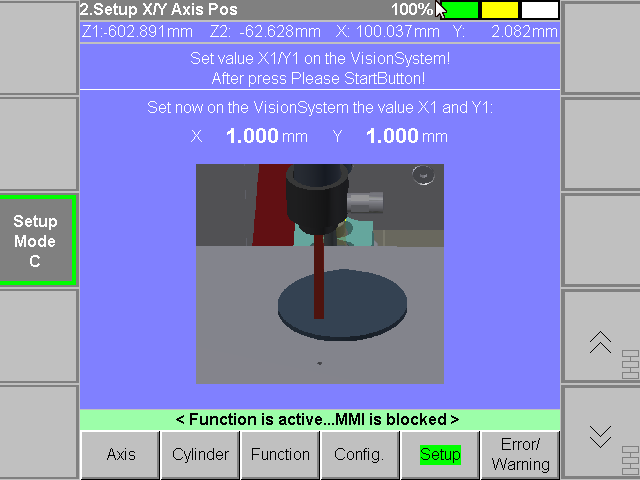 2.Setup X/Y Axis Pos 100%
Z1:-602.891mm Z2: -62.628mm X: 100.037mm Y: 2.082mm
Set value X1/Y1 on the VisionSystem!
After press Please StartButton!
Set now on the VisionSystem the value X1 and Y1:
X 1.000 mm Y 1.000 mm
Setup
Mode
C
< Function is active...MMI is blocked >
Axis Cylinder Function Config. Setup Error/
Warning